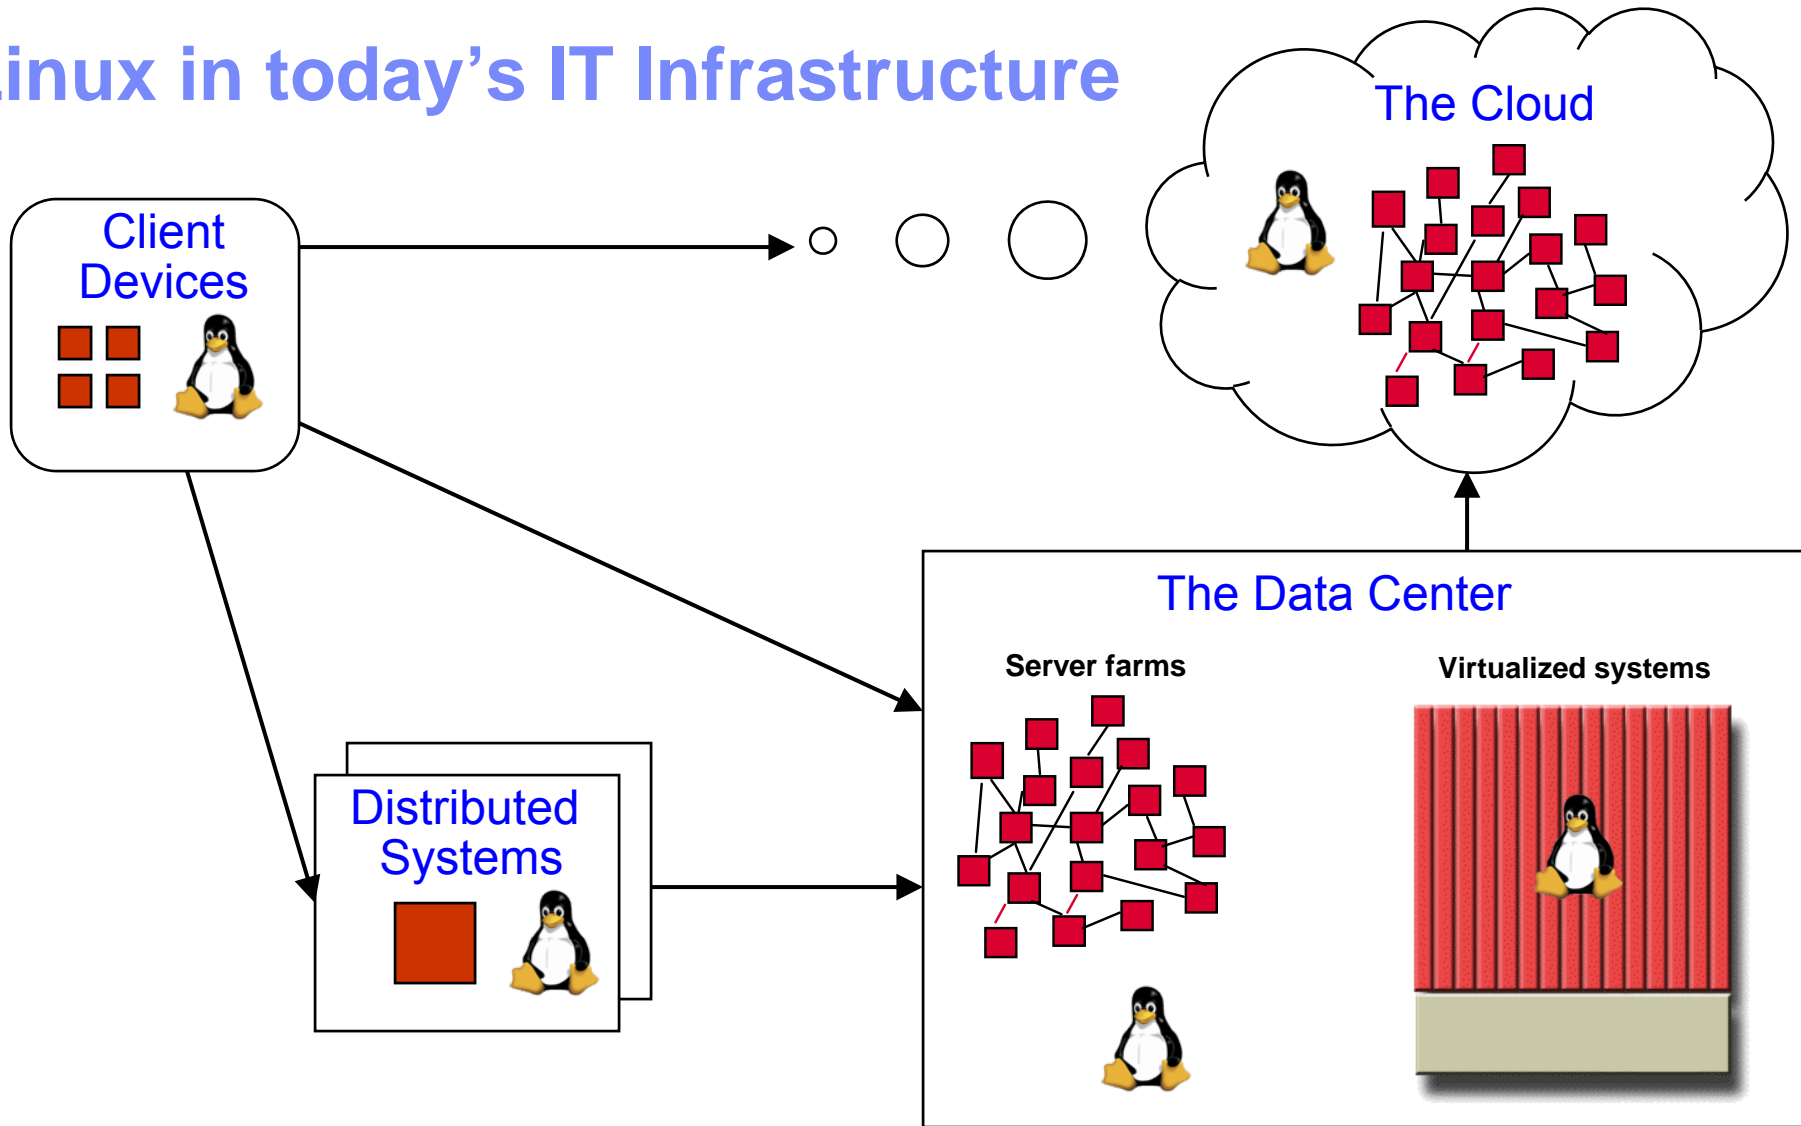 inux in today’s IT Infrastructure
The Cloud
Client
Devices
The Data Center
Server farms
Virtualized systems
Distributed
Systems